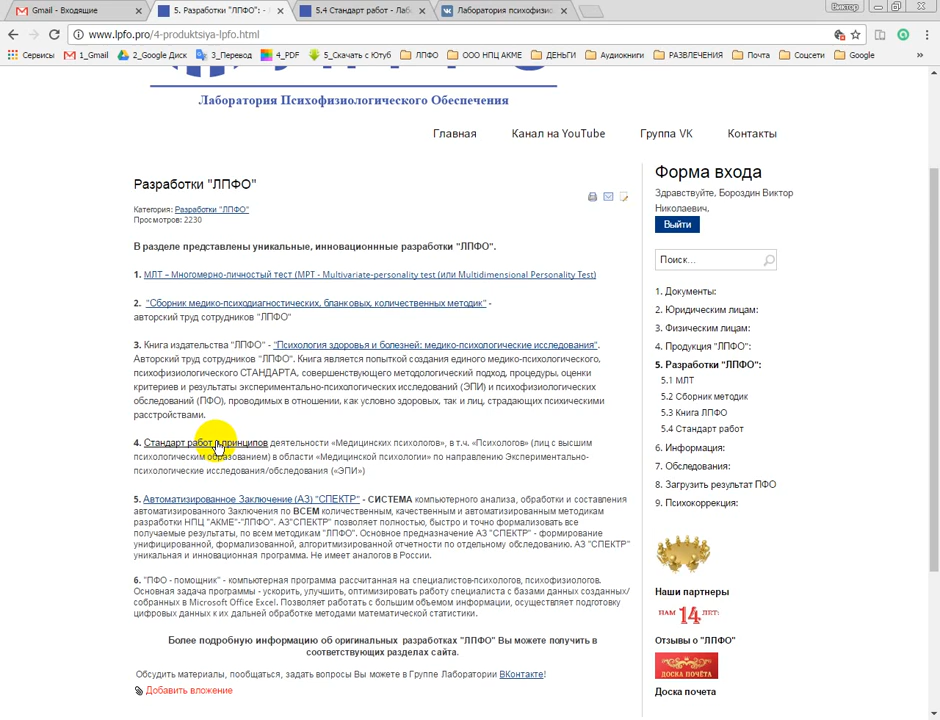 Gmail - Входящие
5. Разработки "ЛПФО": -
5.4 Стандарт работ - Лаб
Лаборатория психофизи
Виктор
www.lpfo.pro/4-produktsiya-lpfo.html
Сервисы
1_Gmail
2_Google Диск
3_Перевод
4_PDF
5_Скачать с Ютуб
ЛПФО
ООО НПЦ АКМЕ
ДЕНЬГИ
Аудиокниги
РАЗВЛЕЧЕНИЯ
Почта
Соцсети
Google
»
Лаборатория Психофизиологического Обеспечения
Главная
Канал на YouTube
Группа VK
Контакты
Разработки "ЛПФО"
Категория: Разработки "ЛПФО"
Просмотров: 2230
В разделе представлены уникальные, инновационнные разработки "ЛПФО".
1. МЛТ – Многомерно-личностый тест (МРТ - Multivariate-personality test (или Multidimensional Personality Test)
2. "Сборник медико-психодиагностических, бланковых, количественных методик" -
авторский труд сотрудников "ЛПФО"
3. Книга издательства "ЛПФО" - "Психология здоровья и болезней: медико-психологические исследования".
Авторский труд сотрудников "ЛПФО". Книга является попыткой создания единого медико-психологического,
психофизиологического СТАНДАРТА, совершенствующего методологический подход, процедуры, оценки
критериев и результаты экспериментально-психологических исследований (ЭПИ) и психофизиологических
обследований (ПФО), проводимых в отношении, как условно здоровых, так и лиц, страдающих психическими
расстройствами.
4. Стандарт работ и принципов деятельности «Медицинских психологов», в т.ч. «Психологов» (лиц с высшим
психологическим образованием) в области «Медицинской психологии» по направлению Экспериментально-
психологические исследования/обследования («ЭПИ»)
5. Автоматизированное Заключение (АЗ) "СПЕКТР" - СИСТЕМА компьютерного анализа, обработки и составления
автоматизированного Заключения по ВСЕМ количественным, качественным и автоматизированным методикам
разработки НПЦ "АКМЕ"-"ЛПФО". АЗ"СПЕКТР" позволяет полностью, быстро и точно формализовать все
получаемые результаты, по всем методикам "ЛПФО". Основное предназначение АЗ "СПЕКТР" - формирование
унифицированной, формализованной, алгоритмизированной отчетности по отдельному обследованию. АЗ "СПЕКТР"
уникальная и инновационная программа. Не имеет аналогов в России.
6. "ПФО - помощник" - компьютерная программа рассчитанная на специалистов-психологов, психофизиологов.
Основная задача программы - ускорить, улучшить, оптимизировать работу специалиста с базами данных созданных/
собранных в Microsoft Office Excel. Позволяет работать с большим объемом информации, осуществляет подготовку
цифровых данных к их дальней обработке методами математической статистики.
Более подробную информацию об оригинальных разработках "ЛПФО" Вы можете получить в
соответствующих разделах сайта.
Обсудить материалы, пообщаться, задать вопросы Вы можете в Группе Лаборатории ВКонтакте!
Добавить вложение
Форма входа
Здравствуйте, Бороздин Виктор
Николаевич,
Выйти
Поиск...
1. Документы:
2. Юридическим лицам:
3. Физическим лицам:
4. Продукция "ЛПФО":
5. Разработки "ЛПФО":
5.1 МЛТ
5.2 Сборник методик
5.3 Книга ЛПФО
5.4 Стандарт работ
6. Информация:
7. Обследования:
8. Загрузить результат ПФО
9. Психокоррекция:
Наши партнеры
НАМ 14 ЛЕТ!
Отзывы о "ЛПФО"
ДОСКА ПОЧЁТА
Доска почета